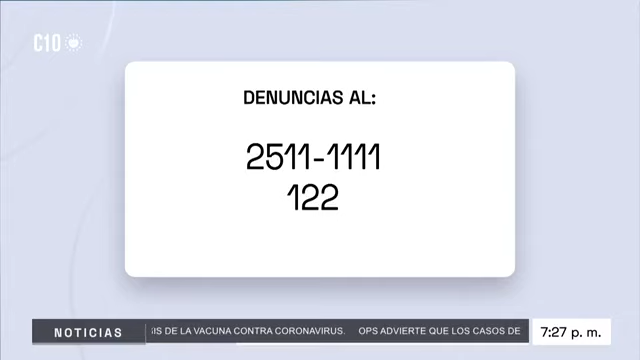 C10
DENUNCIAS AL:
2511-1111
122
NOTICIAS
DE LA VACUNA CONTRA CORONAVIRUS. OPS ADVIERTE QUE LOS CASOS DE
7:27 p. m.